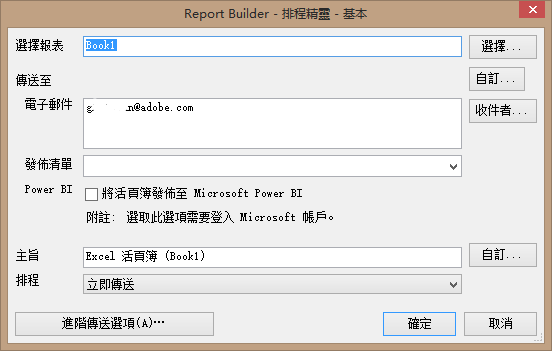 Report Builder - 排程精靈 - 基本
選擇報表 Book1 選擇...
傳送至 自訂...
電子郵件 @adobe.com 收件者...
發佈清單
Power BI 將活頁簿發佈至 Microsoft Power BI
附註: 選取此選項需要登入 Microsoft 帳戶。
主旨 Excel 活頁簿 (Book1) 自訂...
排程 立即傳送
進階傳送選項(A)... 確定 取消